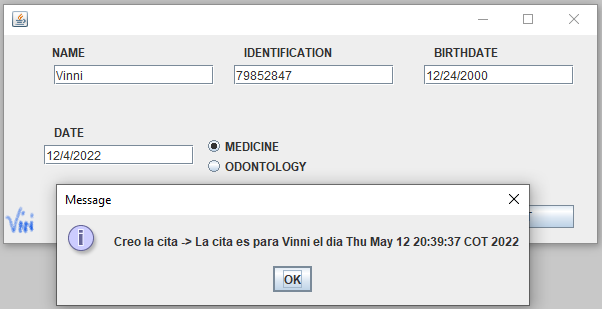 NAME IDENTIFICATION BIRTHDATE
Vinni 79852847 12/24/2000
DATE
12/4/2022
MEDICINE
ODONTOLOGY
Vinni
Message
Creo la cita -> La cita es para Vinni el dia Thu May 12 20:39:37 COT 2022
OK